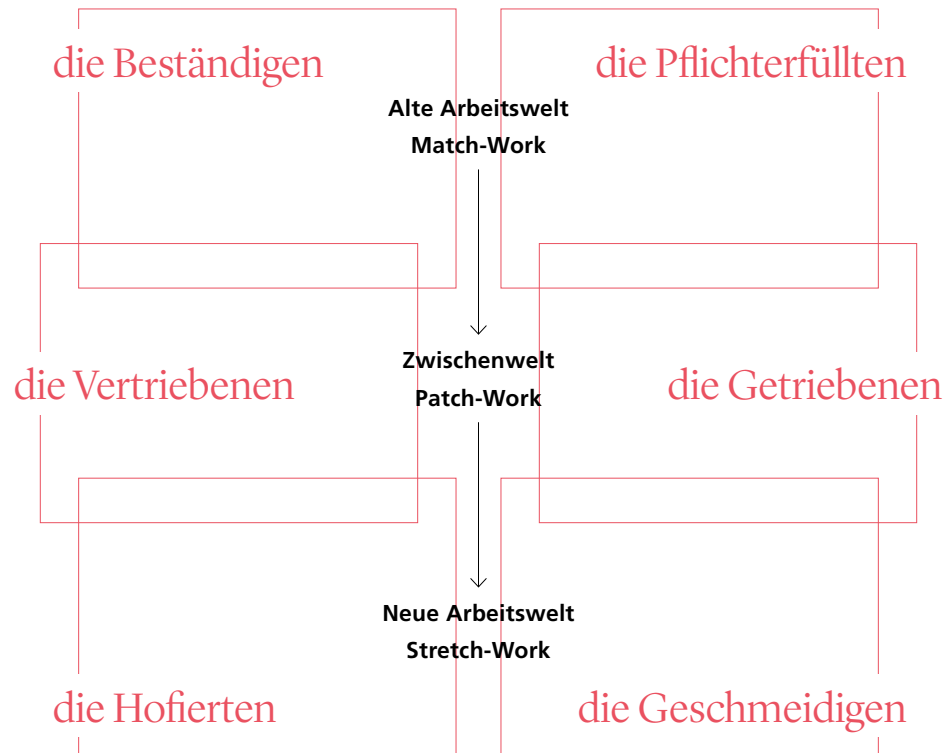 die Beständigen
die Pflichterfüllten
Alte Arbeitswelt
Match-Work
Zwischenwelt
Patch-Work
die Vertriebenen
die Getriebenen
Neue Arbeitswelt
Stretch-Work
die Hofierten
die Geschmeidigen